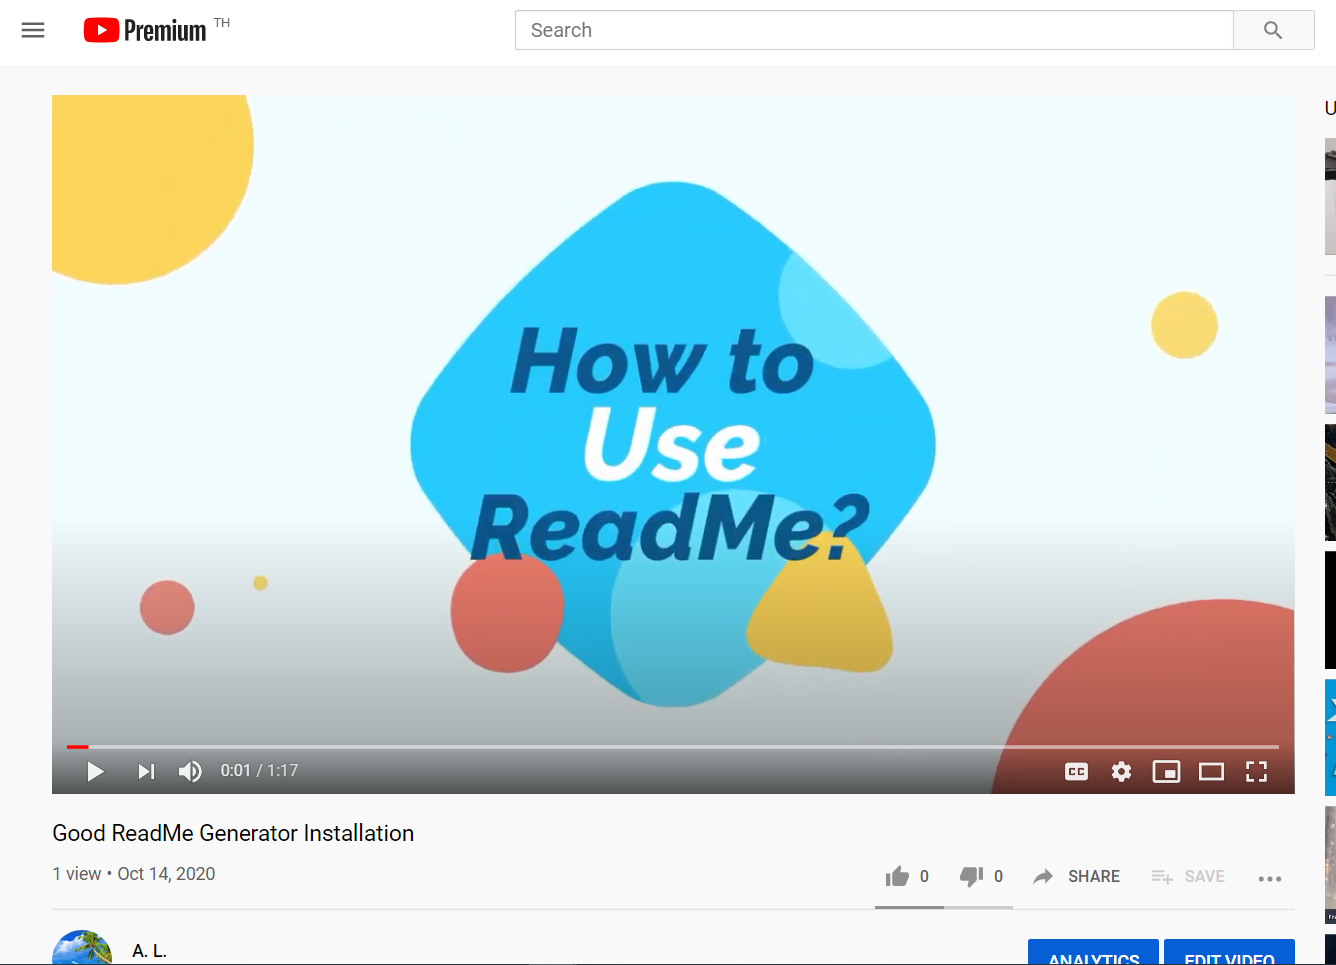 Premium TH
Search
U
How to
Use
ReadMe?
CC
0:01 / 1:17
Good ReadMe Generator Installation
1 view • Oct 14, 2020
0
0
SHARE
SAVE
A. L.
ANALYTICS
EDIT VIDEO